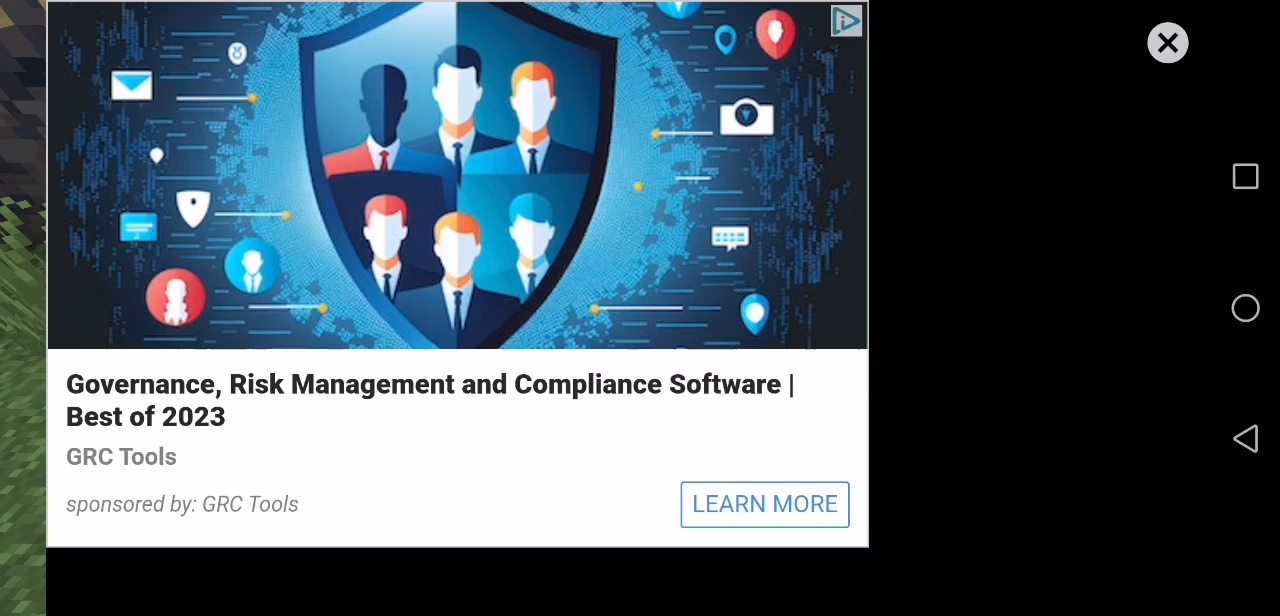 Governance, Risk Management and Compliance Software |
Best of 2023
GRC Tools
sponsored by: GRC Tools
LEARN MORE